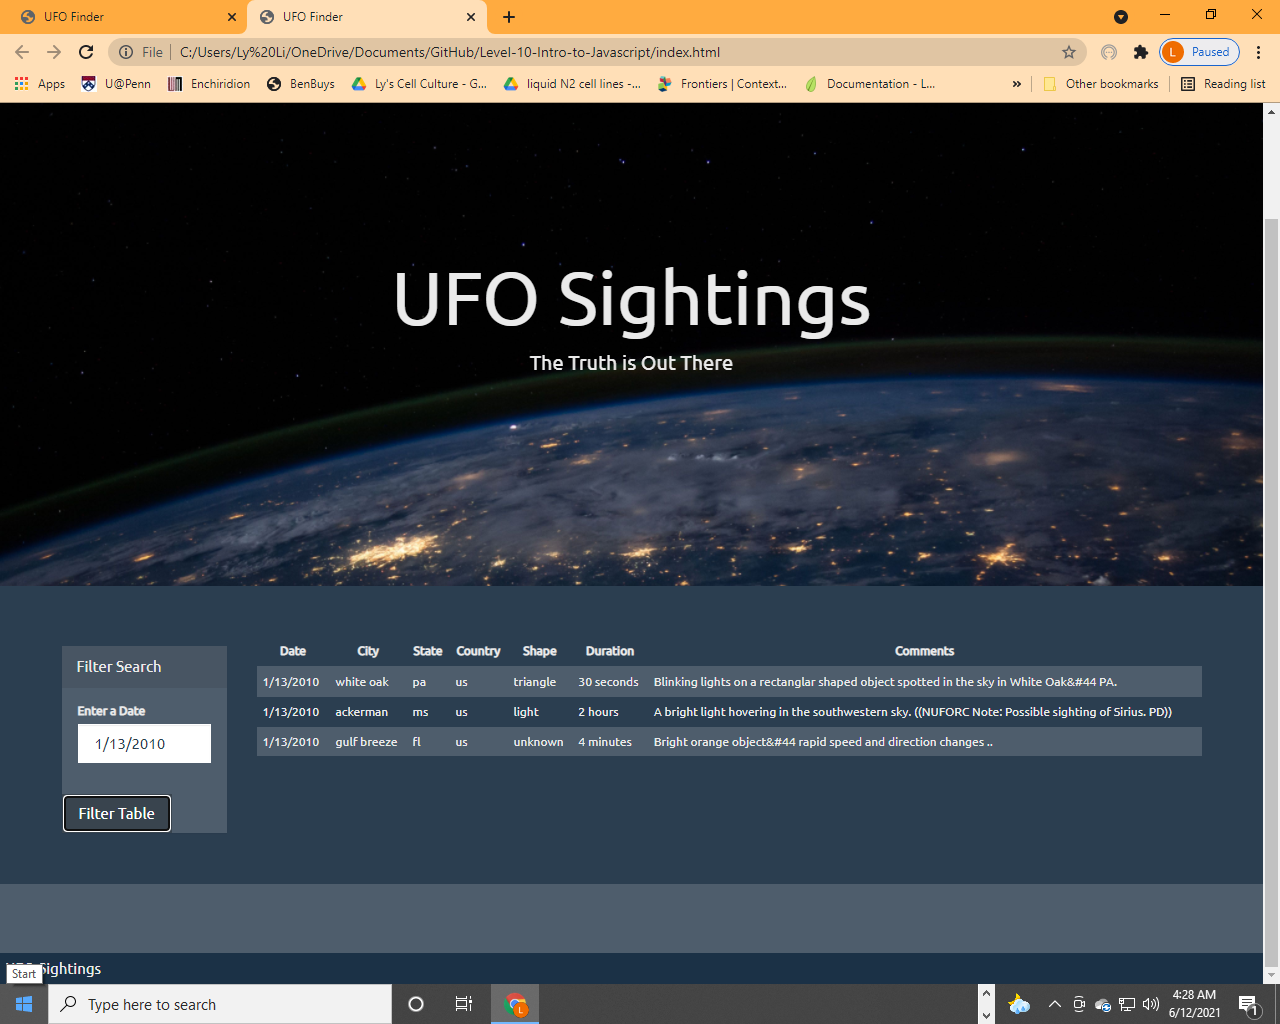 UFO Finder
UFO Finder
File
C:/Users/Ly%20Li/OneDrive/Documents/GitHub/Level-10-Intro-to-Javascript/index.html
L
Paused
Apps
U@Penn
Enchiridion
BenBuys
Ly's Cell Culture - G...
liquid N2 cell lines -...
Frontiers | Context...
Documentation - L...
»
Other bookmarks
Reading list
UFO Sightings
The Truth is Out There
Filter Search
Enter a Date
1/13/2010
Filter Table
Date City State Country Shape Duration Comments
1/13/2010 white oak pa us triangle 30 seconds Blinking lights on a rectanglar shaped object spotted in the sky in White Oak&#44 PA.
1/13/2010 ackerman ms us light 2 hours A bright light hovering in the southwestern sky. ((NUFORC Note: Possible sighting of Sirius. PD))
1/13/2010 gulf breeze fl us unknown 4 minutes Bright orange object&#44 rapid speed and direction changes ..
Sightings
Start
Type here to search
L
4:28 AM
6/12/2021
1